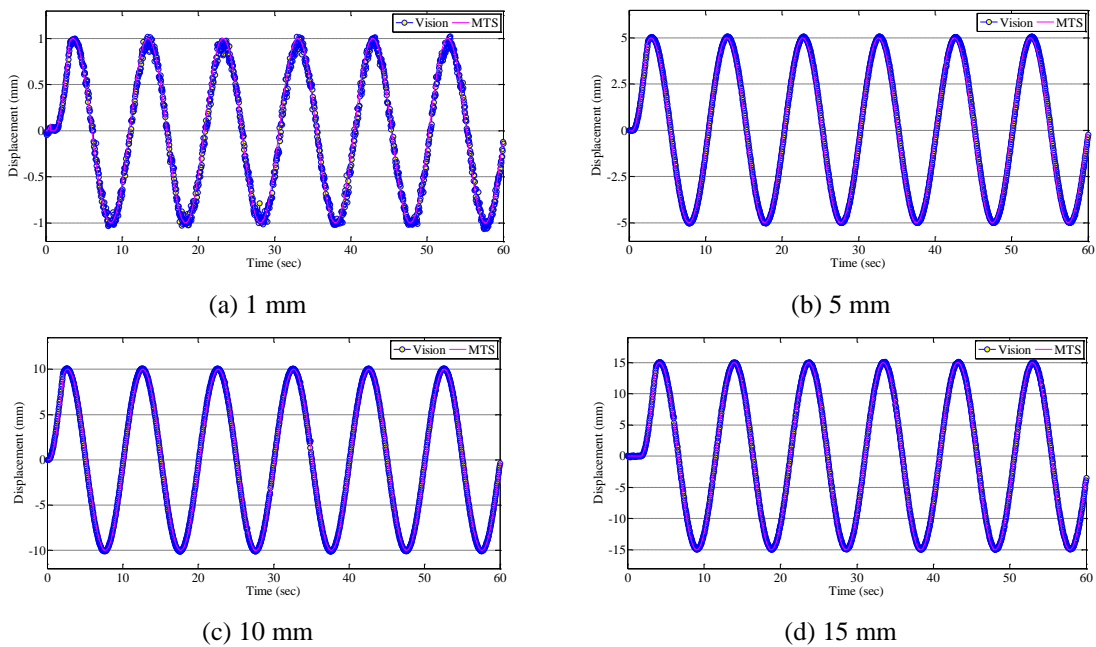 Vision MTS
1
0.5
0
-0.5
-1
Displacement (mm)
0 10 20 30 40 50 60
Time (sec)
(a) 1 mm
Vision MTS
5
2.5
0
-2.5
-5
Displacement (mm)
0 10 20 30 40 50 60
Time (sec)
(b) 5 mm
Vision MTS
10
5
0
-5
-10
Displacement (mm)
0 10 20 30 40 50 60
Time (sec)
(c) 10 mm
Vision MTS
15
10
5
0
-5
-10
-15
Displacement (mm)
0 10 20 30 40 50 60
Time (sec)
(d) 15 mm